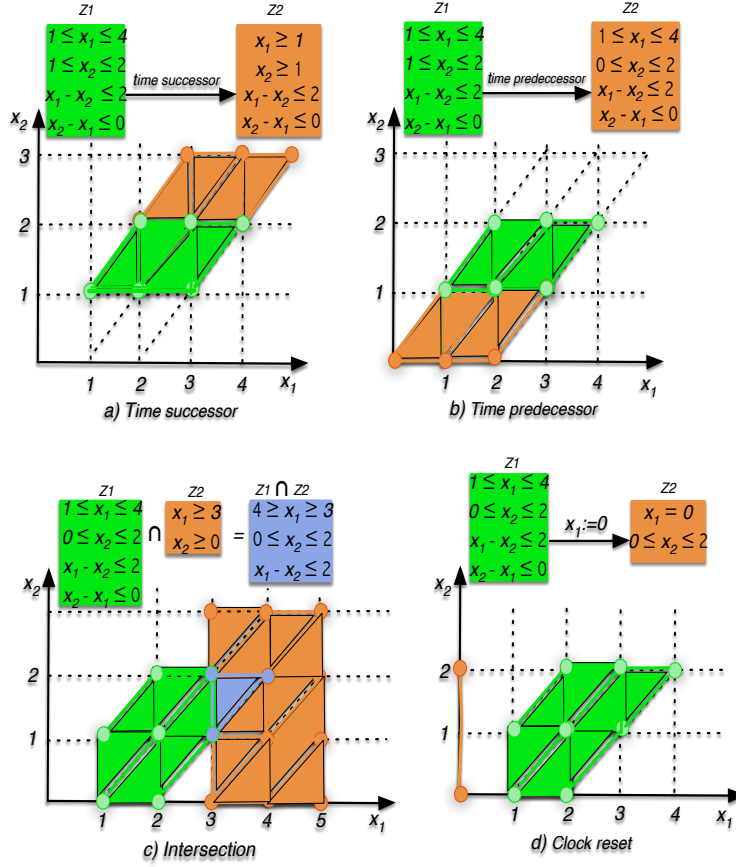 Z1
1 ≤ x₁ ≤ 4
1 ≤ x₂ ≤ 2
x₁ - x₂ ≤ 2
x₂ - x₁ ≤ 0
time successor
Z2
x₁ ≥ 1
x₂ ≥ 1
x₁ - x₂ ≤ 2
x₂ - x₁ ≤ 0
x₂
3
2
1
1 2 3 4
x₁
a) Time successor
Z1
1 ≤ x₁ ≤ 4
1 ≤ x₂ ≤ 2
x₁ - x₂ ≤ 2
x₂ - x₁ ≤ 0
time predeccesor
Z2
1 ≤ x₁ ≤ 4
0 ≤ x₂ ≤ 2
x₁ - x₂ ≤ 2
x₂ - x₁ ≤ 0
x₂
3
2
1
1 2 3 4
x₁
b) Time predecessor
Z1
1 ≤ x₁ ≤ 4
0 ≤ x₂ ≤ 2
x₁ - x₂ ≤ 2
x₂ - x₁ ≤ 0
∩
Z2
x₁ ≥ 3
x₂ ≥ 0
=
Z1 ∩ Z2
4 ≥ x₁ ≥ 3
0 ≤ x₂ ≤ 2
x₁ - x₂ ≤ 2
x₂
2
1
1 2 3 4 5
x₁
c) Intersection
Z1
1 ≤ x₁ ≤ 4
0 ≤ x₂ ≤ 2
x₁ - x₂ ≤ 2
x₂ - x₁ ≤ 0
x₁:=0
Z2
x₁ = 0
0 ≤ x₂ ≤ 2
x₂
2
1
1 2 3 4
x₁
d) Clock reset